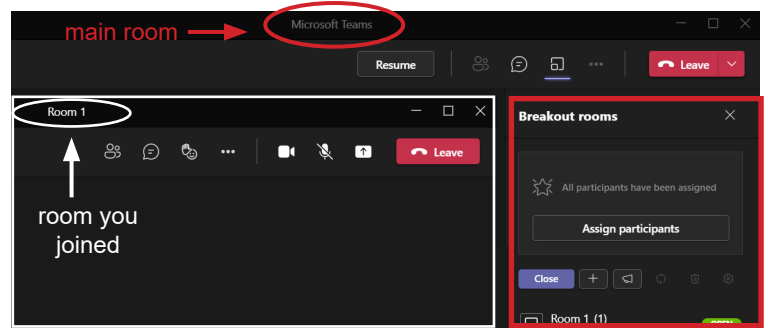 main room
Microsoft Teams
Resume
Leave
Room 1
Leave
room you
joined
Breakout rooms
All participants have been assigned
Assign participants
Close
Room 1 (1)
OPEN